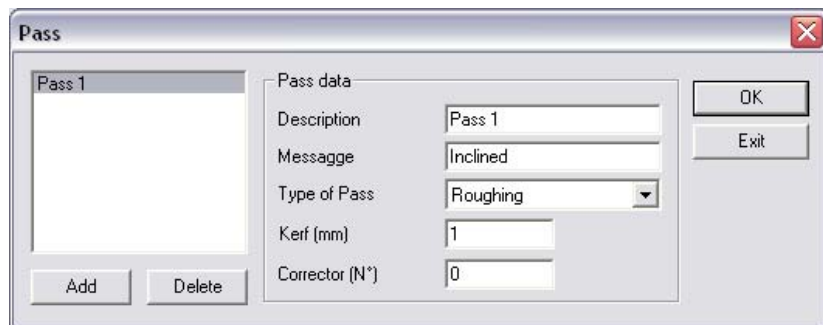 Pass
Pass 1
Add
Delete
Pass data
Description
Pass 1
Messagge
Inclined
Type of Pass
Roughing
Kerf (mm)
1
Corrector (N°)
0
OK
Exit